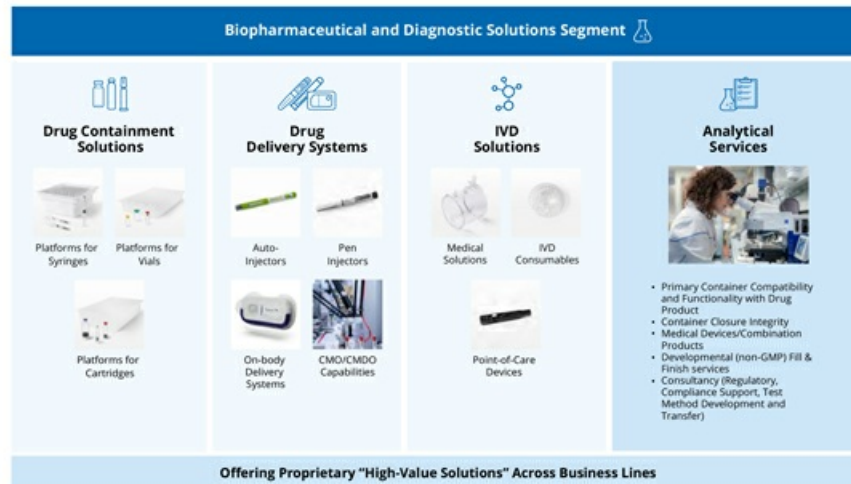 Biopharmaceutical and Diagnostic Solutions Segment
Drug Containment
Solutions
Platforms for
Syringes
Platforms for
Vials
Platforms for
Cartridges
Drug
Delivery Systems
Auto-
Injectors
Pen
Injectors
On-body
Delivery
Systems
CMO/CMDO
Capabilities
IVD
Solutions
Medical
Solutions
IVD
Consumables
Point-of-Care
Devices
Analytical
Services
• Primary Container Compatibility
and Functionality with Drug
Product
• Container Closure Integrity
• Medical Devices/Combination
Products
• Developmental (non-GMP) Fill &
Finish services
• Consultancy (Regulatory,
Compliance Support, Test
Method Development and
Transfer)
Offering Proprietary “High-Value Solutions” Across Business Lines